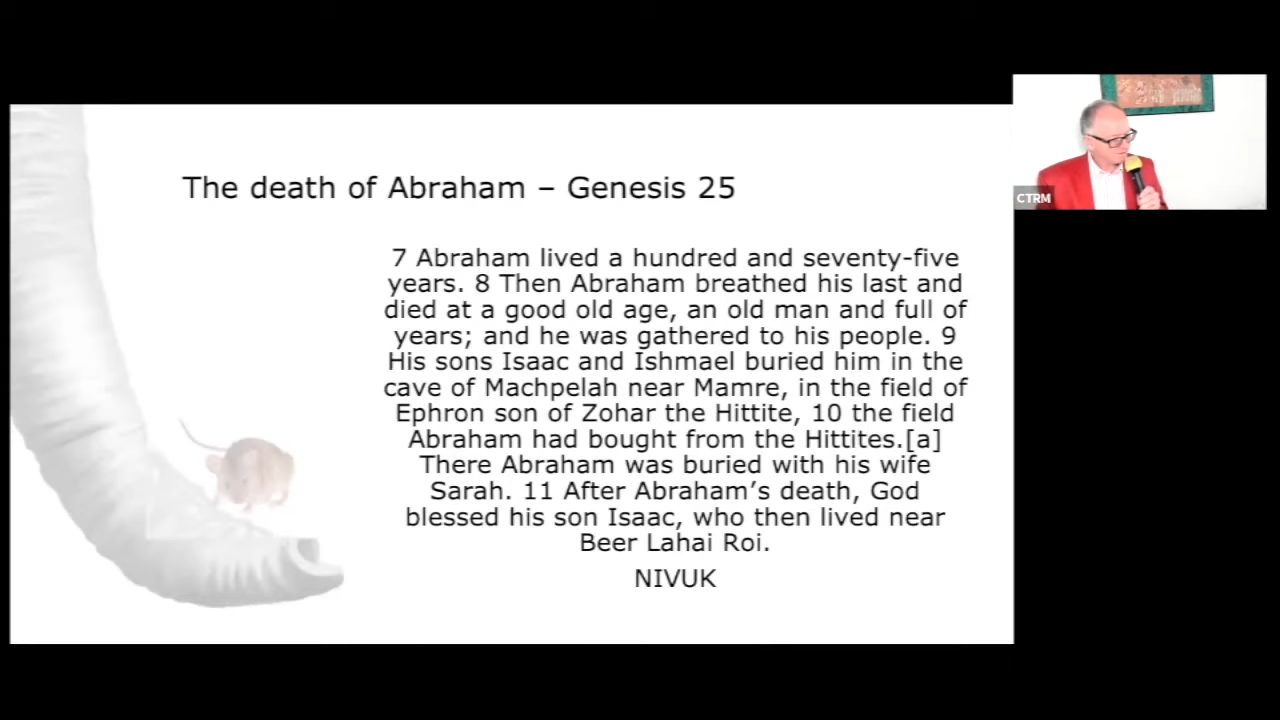 The death of Abraham – Genesis 25
7 Abraham lived a hundred and seventy-five
years. 8 Then Abraham breathed his last and
died at a good old age, an old man and full of
years; and he was gathered to his people. 9
His sons Isaac and Ishmael buried him in the
cave of Machpelah near Mamre, in the field of
Ephron son of Zohar the Hittite, 10 the field
Abraham had bought from the Hittites.[a]
There Abraham was buried with his wife
Sarah. 11 After Abraham’s death, God
blessed his son Isaac, who then lived near
Beer Lahai Roi.
NIVUK
CTRM